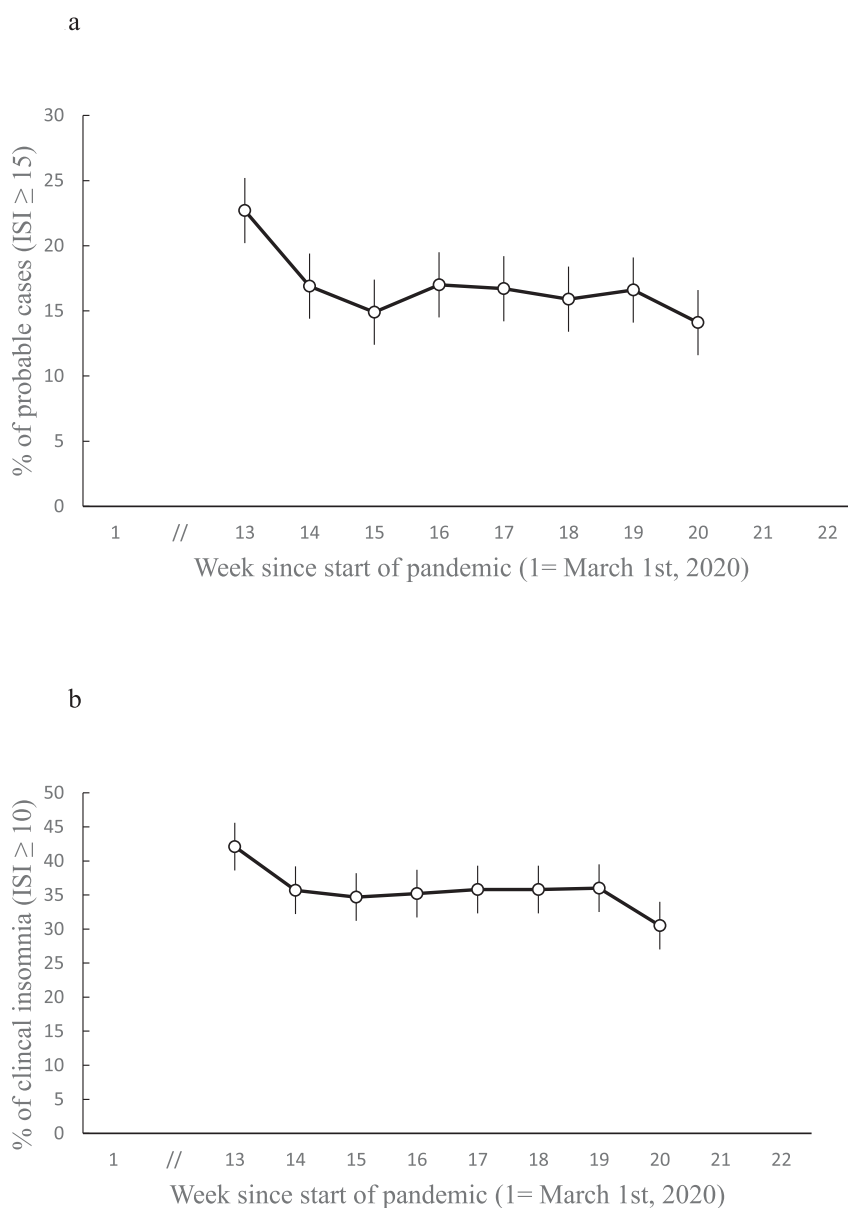 a
30
25
20
15
10
5
0
% of probable cases (ISI ≥ 15)
1 // 13 14 15 16 17 18 19 20 21 22
Week since start of pandemic (1= March 1st, 2020)
b
50
45
40
35
30
25
20
15
10
5
0
% of clincal insomnia (ISI ≥ 10)
1 // 13 14 15 16 17 18 19 20 21 22
Week since start of pandemic (1= March 1st, 2020)